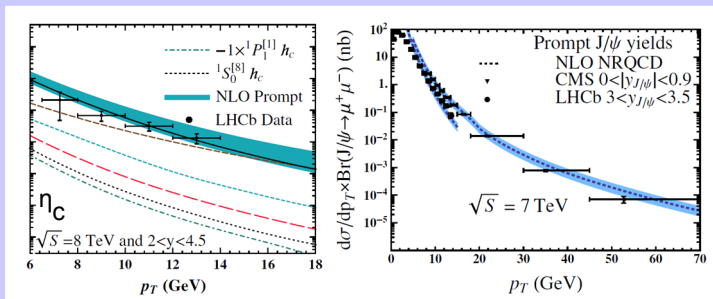 −1×¹P₁^[1] h_c
¹S₀^[8] h_c
NLO Prompt
LHCb Data
η_c
√S =8 TeV and 2<y<4.5
6 8 10 12 14 16 18
p_T (GeV)
dσ/dp_T×Br(J/ψ→μ⁺μ⁻) (nb)
10²
10
1
10⁻¹
10⁻²
10⁻³
10⁻⁴
10⁻⁵
Prompt J/ψ yields
NLO NRQCD
CMS 0<|y_J/ψ|<0.9
LHCb 3<y_J/ψ<3.5
√S = 7 TeV
0 10 20 30 40 50 60 70
p_T (GeV)